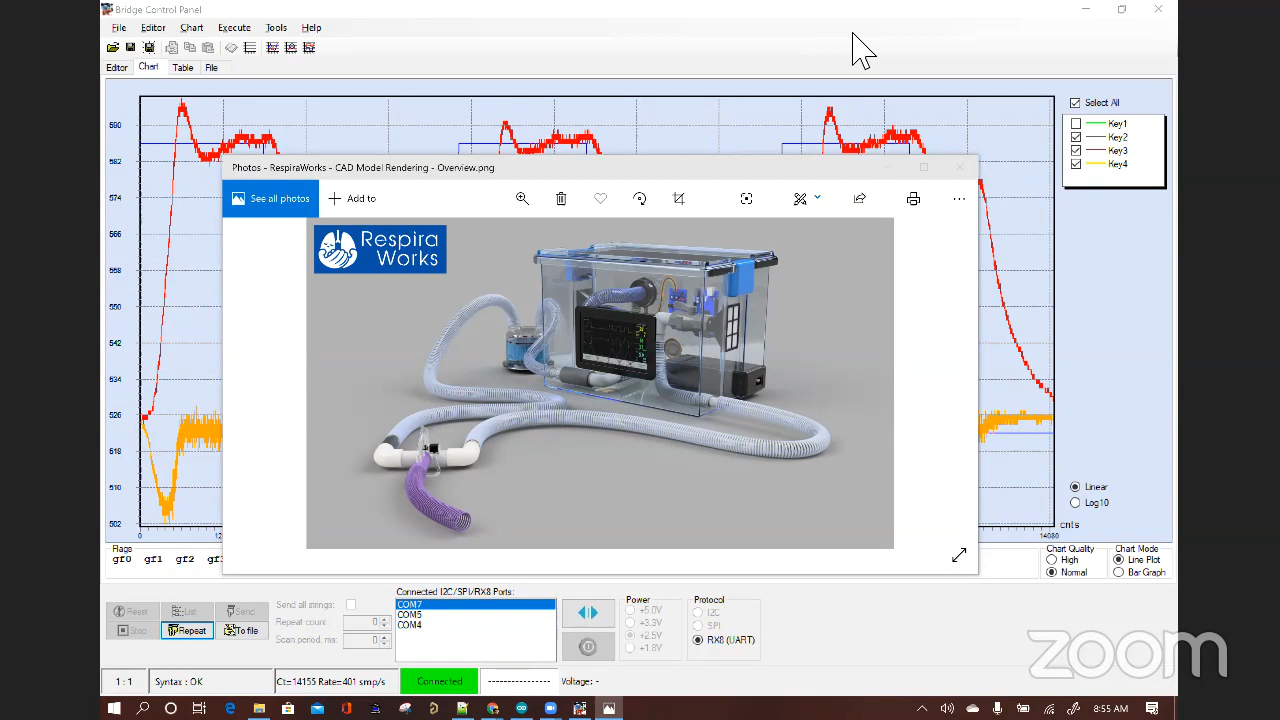 Bridge Control Panel
File Editor Chart Execute Tools Help
Editor Chart Table File
590
582
574
566
558
550
542
534
526
518
510
502
0
14080
cnts
Select All
Key1
Key2
Key3
Key4
Linear
Log10
Photos - RespiraWorks - CAD Model Rendering - Overview.png
See all photos
Add to
Respira
Works
Flags
gf0 gf1 gf2
Chart Quality
High
Normal
Chart Mode
Line Plot
Bar Graph
Reset List Send
Stop Repeat To file
Send all strings:
Repeat count: 0
Scan period, ms: 0
Connected I2C/SPI/RX8 Ports:
COM7
COM5
COM4
Power
+5.0V
+3.3V
+2.5V
+1.8V
Protocol
I2C
SPI
RX8 (UART)
1 : 1 Syntax : OK Ct=14155 Rate=401 smp/s Connected Voltage: -
zoom
8:55 AM